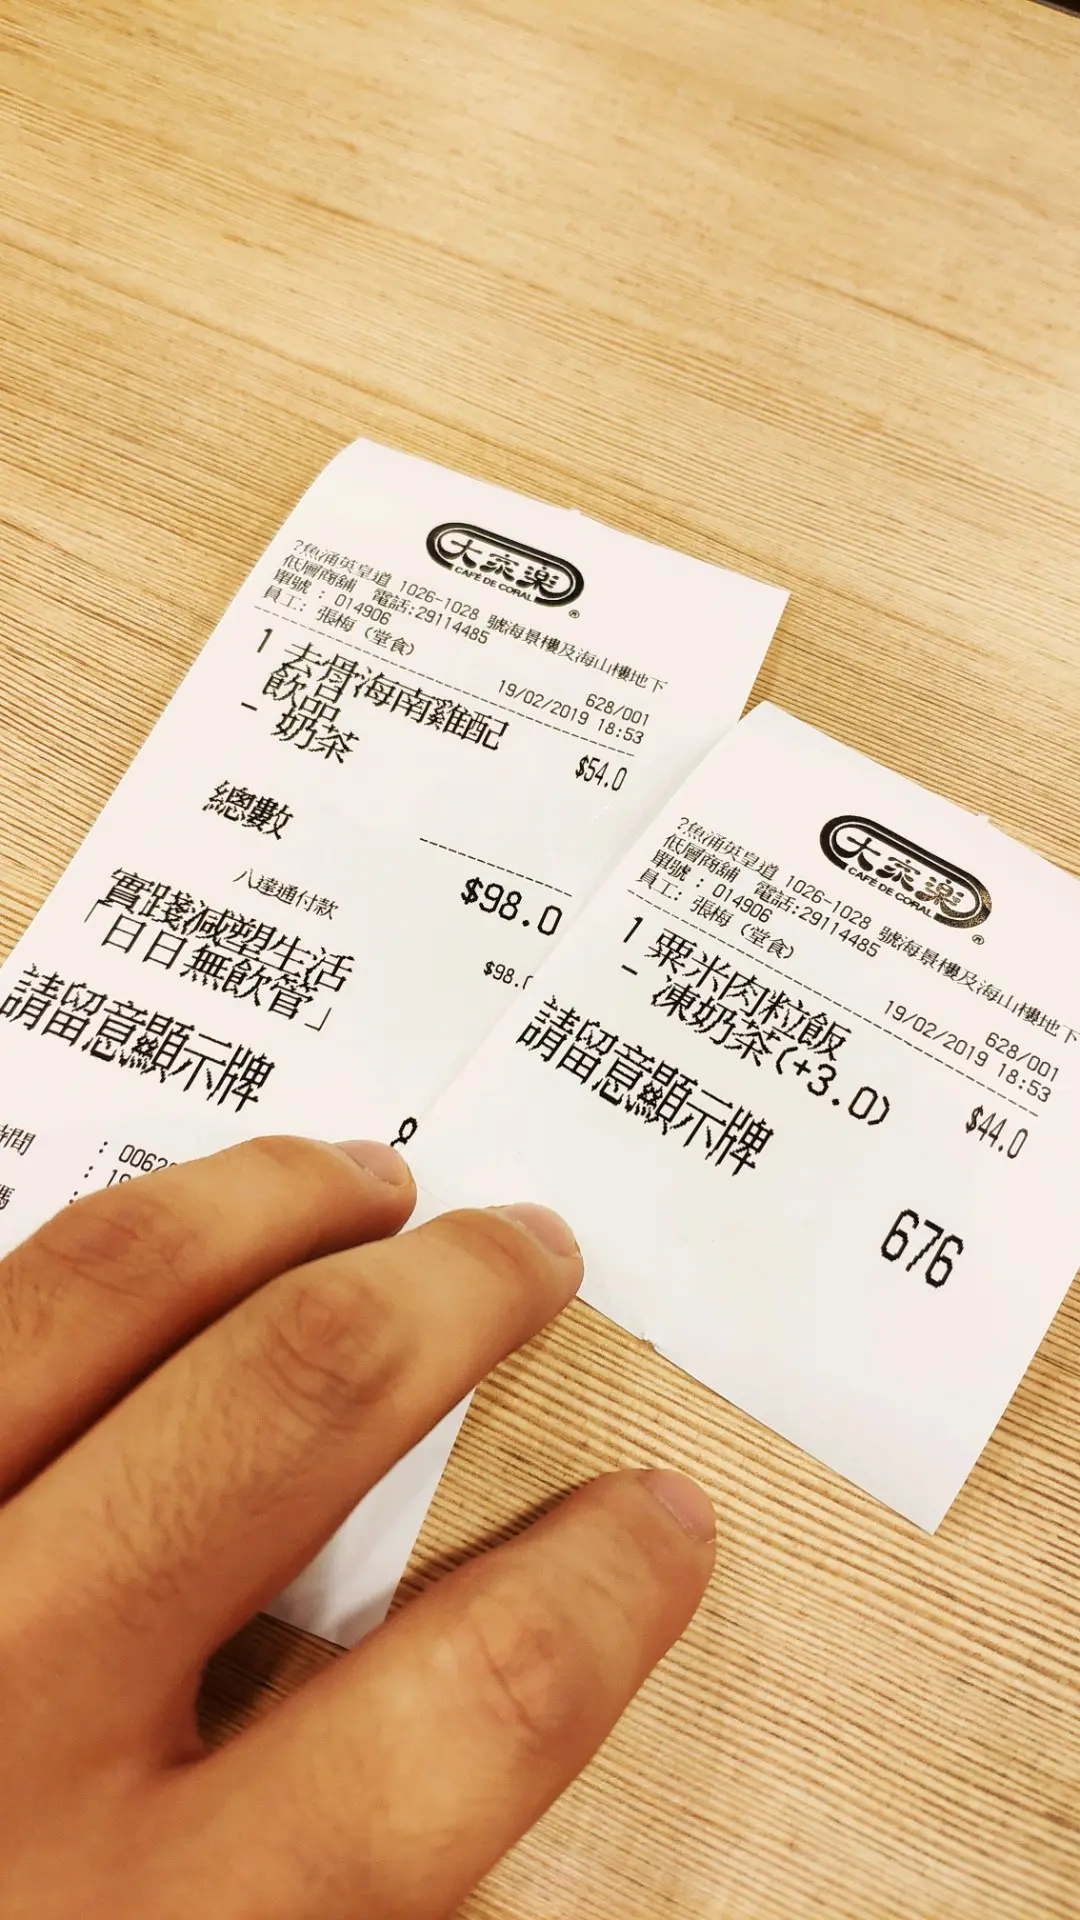 大家樂
CAFÉ DE CORAL
®
?魚涌英皇道 1026-1028 號海景樓及海山樓地下
低層商舖 電話:29114485
單號 : 014906 628/001
員工: 張梅 (堂食) 19/02/2019 18:53
1 去骨海南雞配 $54.0
飲品
- 奶茶
總數 $98.0
八達通付款 $98.
實踐減塑生活
「日日無飲管」
請留意顯示牌
時間 : 0062
: 19
大家樂
CAFÉ DE CORAL
®
?魚涌英皇道 1026-1028 號海景樓及海山樓地下
低層商舖 電話:29114485
單號 : 014906 628/001
員工: 張梅 (堂食) 19/02/2019 18:53
1 粟米肉粒飯 $44.0
- 凍奶茶(+3.0)
請留意顯示牌
676